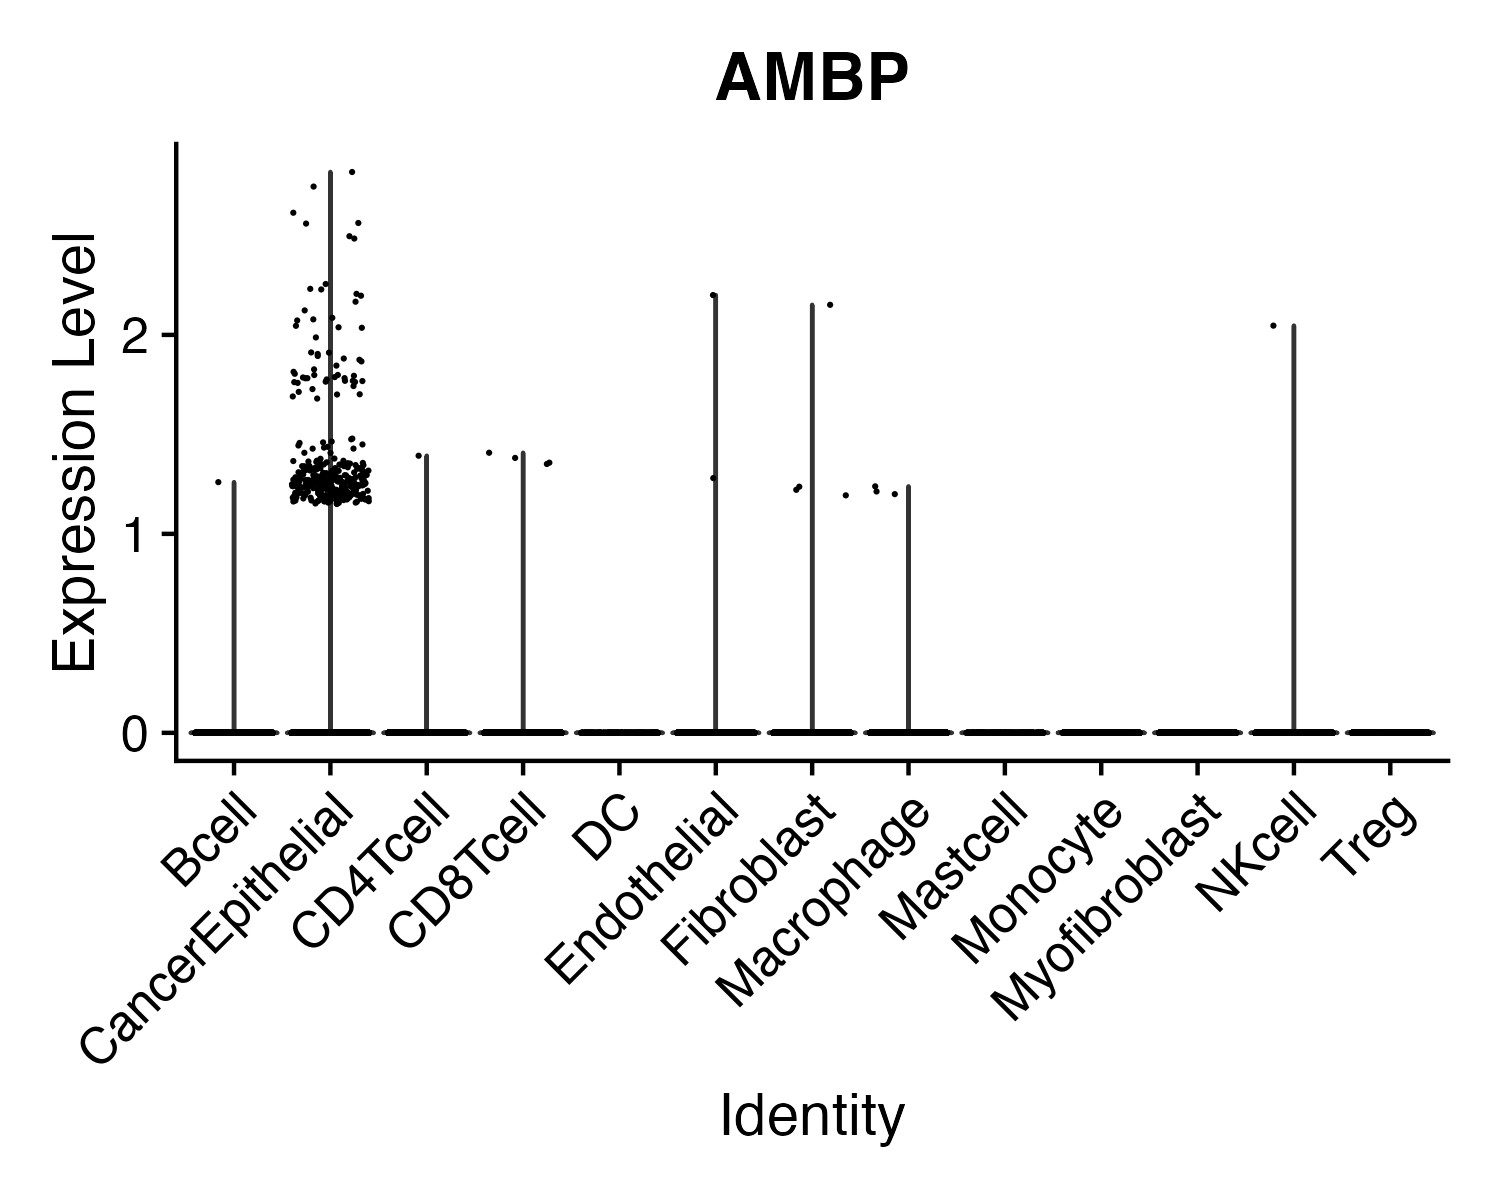 AMBP
Expression Level
2
1
0
Bcell
CancerEpithelial
CD4Tcell
CD8Tcell
DC
Endothelial
Fibroblast
Macrophage
Mastcell
Monocyte
Myofibroblast
NKcell
Treg
Identity